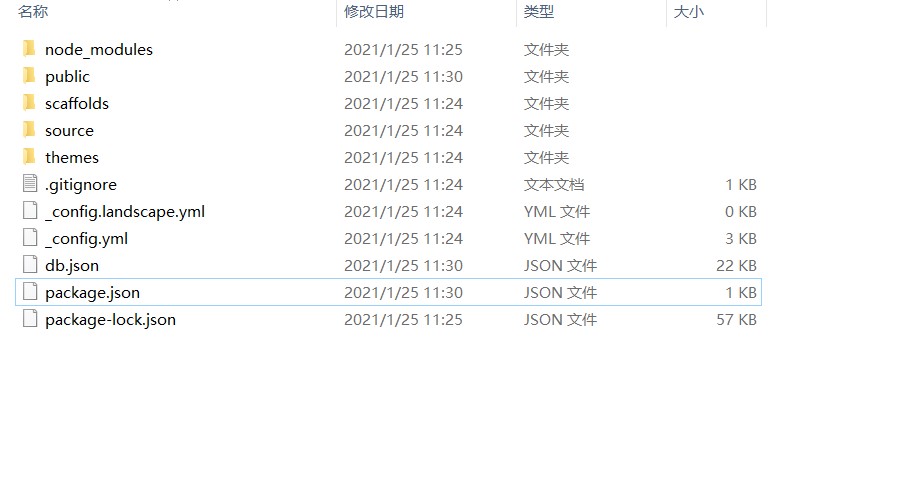 名称 修改日期 类型 大小
node_modules 2021/1/25 11:25 文件夹
public 2021/1/25 11:30 文件夹
scaffolds 2021/1/25 11:24 文件夹
source 2021/1/25 11:24 文件夹
themes 2021/1/25 11:24 文件夹
.gitignore 2021/1/25 11:24 文本文档 1 KB
_config.landscape.yml 2021/1/25 11:24 YML 文件 0 KB
_config.yml 2021/1/25 11:24 YML 文件 3 KB
db.json 2021/1/25 11:30 JSON 文件 22 KB
package.json 2021/1/25 11:30 JSON 文件 1 KB
package-lock.json 2021/1/25 11:25 JSON 文件 57 KB